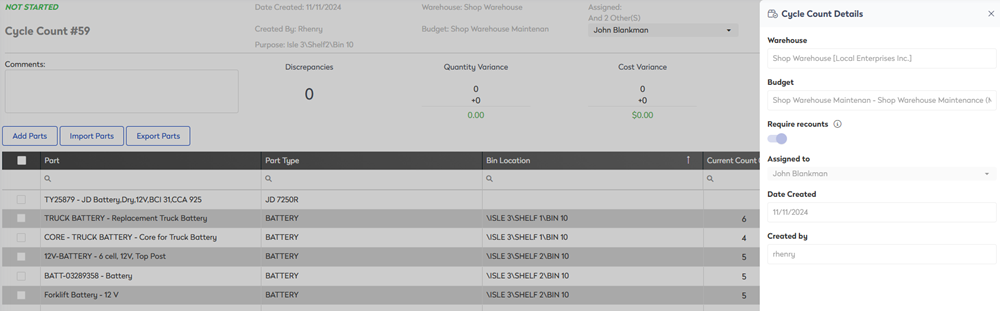 NOT STARTED
Date Created: 11/11/2024
Warehouse: Shop Warehouse
Assigned:
And 2 Other(S)
Cycle Count #59
Created By: Rhenry
Budget: Shop Warehouse Maintenan
John Blankman
Purpose: Isle 3\Shelf2\Bin 10
Comments:
Discrepancies
Quantity Variance
Cost Variance
0
0
+0
0.00
0
+0
$0.00
Add Parts
Import Parts
Export Parts
Part
Part Type
Bin Location
Current Count
TY25879 - JD Battery,Dry,12V,BCI 31,CCA 925 JD 7250R
TRUCK BATTERY - Replacement Truck Battery BATTERY \ISLE 3\SHELF 1\BIN 10 6
CORE - TRUCK BATTERY - Core for Truck Battery BATTERY \ISLE 3\SHELF 1\BIN 10 4
12V-BATTERY - 6 cell, 12V, Top Post BATTERY \ISLE 3\SHELF 2\BIN 10 5
BATT-03289358 - Battery BATTERY \ISLE 3\SHELF 2\BIN 10 5
Forklift Battery - 12 V BATTERY \ISLE 3\SHELF 2\BIN 10 5
Cycle Count Details
Warehouse
Shop Warehouse [Local Enterprises Inc.]
Budget
Shop Warehouse Maintenan - Shop Warehouse Maintenance (
Require recounts
Assigned to
John Blankman
Date Created
11/11/2024
Created by
rhenry